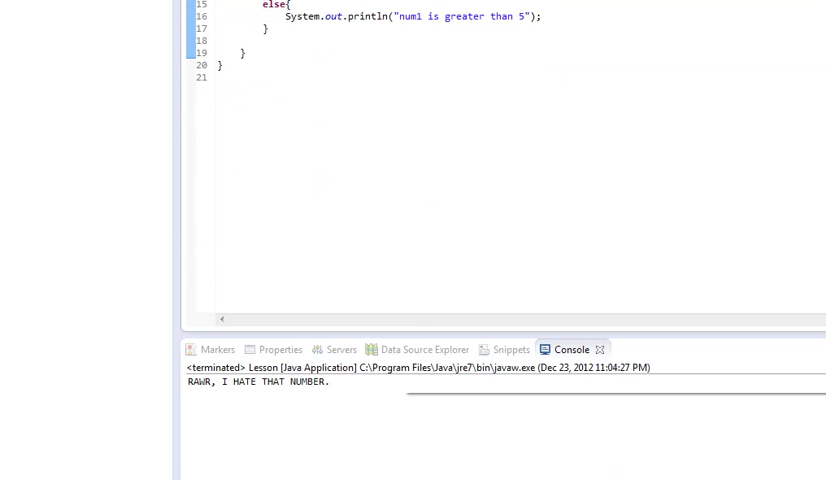 15 else{
16 System.out.println("num1 is greater than 5");
17 }
18
19 }
20 }
21
Markers Properties Servers Data Source Explorer Snippets Console
<terminated> Lesson [Java Application] C:\Program Files\Java\jre7\bin\javaw.exe (Dec 23, 2012 11:04:27 PM)
RAWR, I HATE THAT NUMBER.